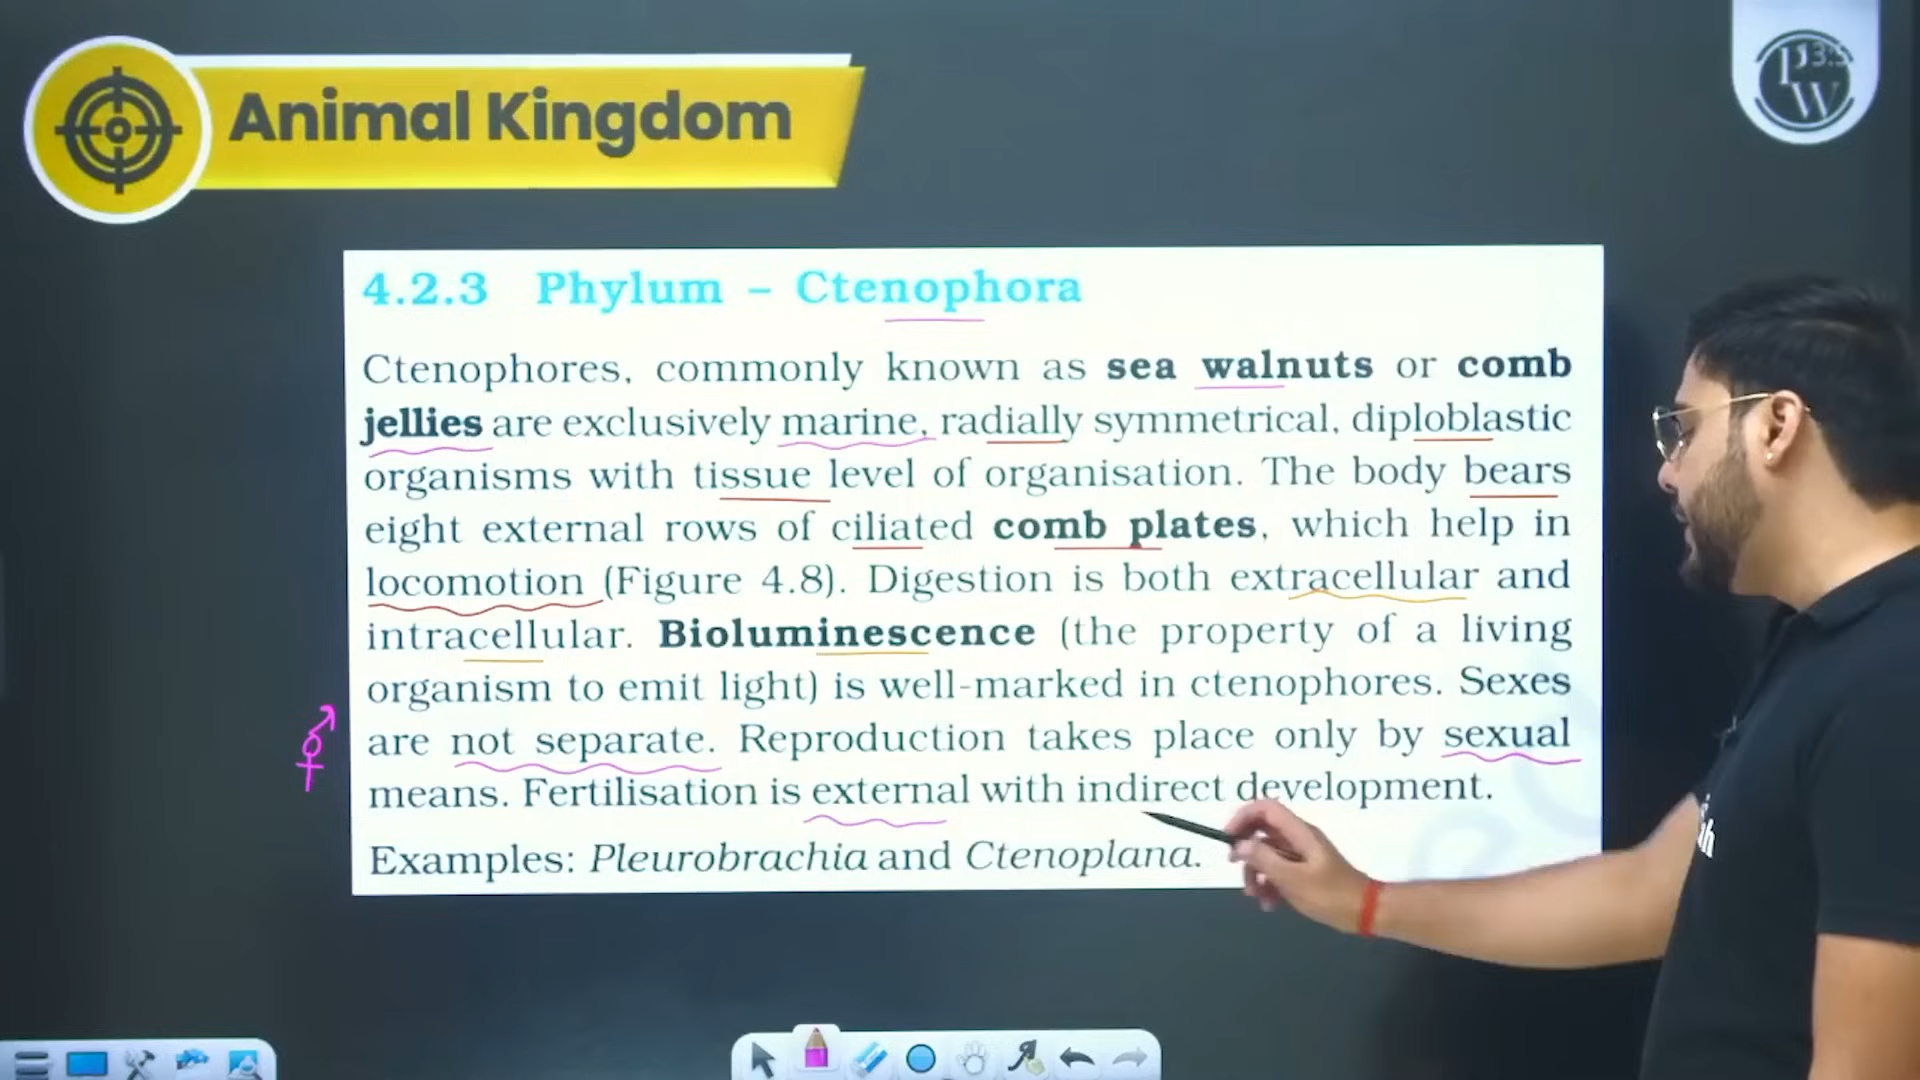 Animal Kingdom
PW
4.2.3 Phylum – Ctenophora
Ctenophores, commonly known as sea walnuts or comb
jellies are exclusively marine, radially symmetrical, diploblastic
organisms with tissue level of organisation. The body bears
eight external rows of ciliated comb plates, which help in
locomotion (Figure 4.8). Digestion is both extracellular and
intracellular. Bioluminescence (the property of a living
organism to emit light) is well-marked in ctenophores. Sexes
are not separate. Reproduction takes place only by sexual
means. Fertilisation is external with indirect development.
Examples: Pleurobrachia and Ctenoplana.